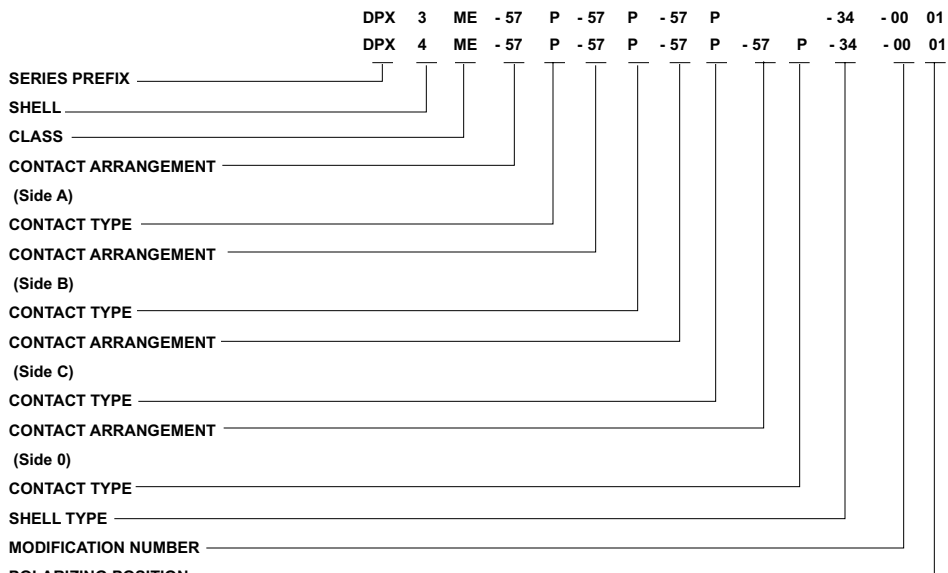 DPX 3 ME - 57 P - 57 P - 57 P - 34 - 00 01
DPX 4 ME - 57 P - 57 P - 57 P - 57 P - 34 - 00 01
SERIES PREFIX
SHELL
CLASS
CONTACT ARRANGEMENT
(Side A)
CONTACT TYPE
CONTACT ARRANGEMENT
(Side B)
CONTACT TYPE
CONTACT ARRANGEMENT
(Side C)
CONTACT TYPE
CONTACT ARRANGEMENT
(Side 0)
CONTACT TYPE
SHELL TYPE
MODIFICATION NUMBER
POLARIZING POSITION